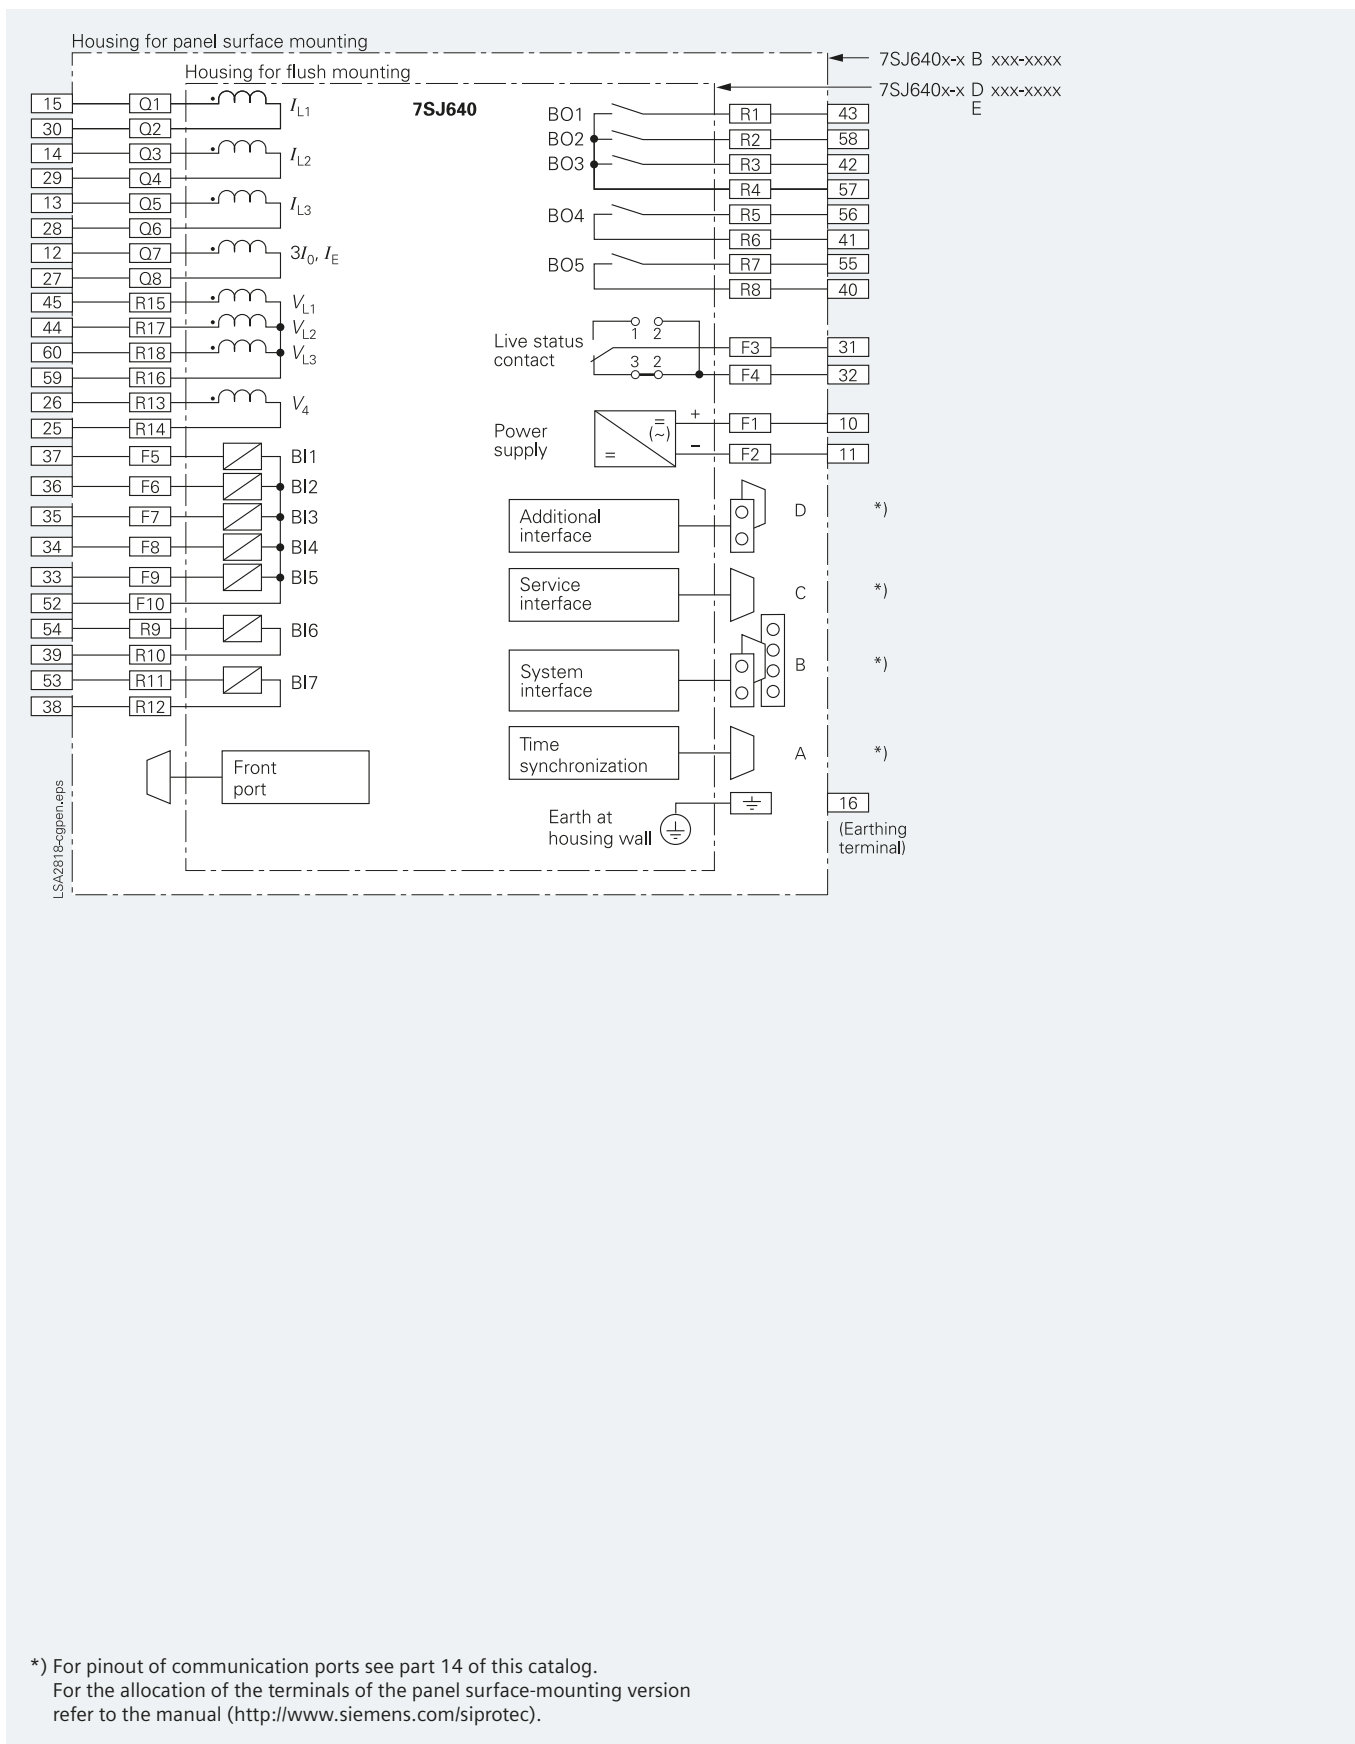 Housing for panel surface mounting
7SJ640x-x B xxx-xxxx
Housing for flush mounting
7SJ640x-x D xxx-xxxx
E
7SJ640
15 Q1 IL1
30 Q2
14 Q3 IL2
29 Q4
13 Q5 IL3
28 Q6
12 Q7 3I0, IE
27 Q8
45 R15 VL1
44 R17 VL2
60 R18 VL3
59 R16
26 R13 V4
25 R14
37 F5 BI1
36 F6 BI2
35 F7 BI3
34 F8 BI4
33 F9 BI5
52 F10
54 R9 BI6
39 R10
53 R11 BI7
38 R12
Front
port
BO1 R1 43
BO2 R2 58
BO3 R3 42
R4 57
BO4 R5 56
R6 41
BO5 R7 55
R8 40
1 2
Live status
contact
F3 31
3 2
F4 32
Power
supply
= (~) =
+ F1 10
– F2 11
Additional
interface
D *)
Service
interface
C *)
System
interface
B *)
Time
synchronization
A *)
Earth at
housing wall
16
(Earthing
terminal)
LSA2818-cgpen.eps
*) For pinout of communication ports see part 14 of this catalog.
For the allocation of the terminals of the panel surface-mounting version
refer to the manual (http://www.siemens.com/siprotec).